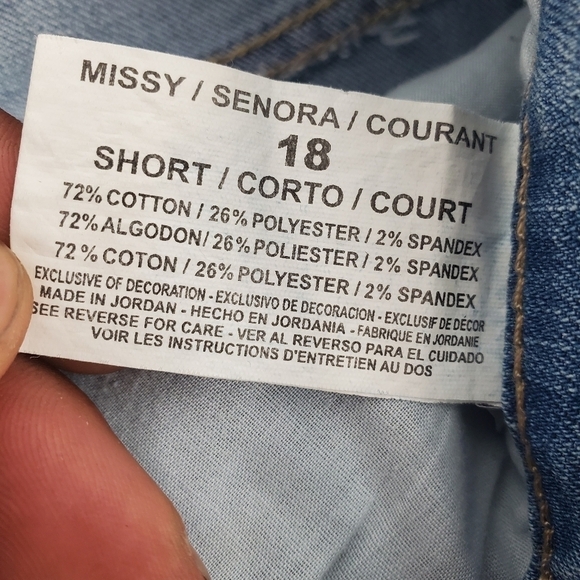 MISSY / SENORA / COURANT
18
SHORT / CORTO / COURT
72% COTTON / 26% POLYESTER / 2% SPANDEX
72% ALGODON / 26% POLIESTER / 2% SPANDEX
72 % COTON / 26% POLYESTER / 2% SPANDEX
EXCLUSIVE OF DECORATION - EXCLUSIVO DE DECORACION - EXCLUSIF DE DÉCOR
MADE IN JORDAN - HECHO EN JORDANIA - FABRIQUE EN JORDANIE
SEE REVERSE FOR CARE - VER AL REVERSO PARA EL CUIDADO
VOIR LES INSTRUCTIONS D'ENTRETIEN AU DOS